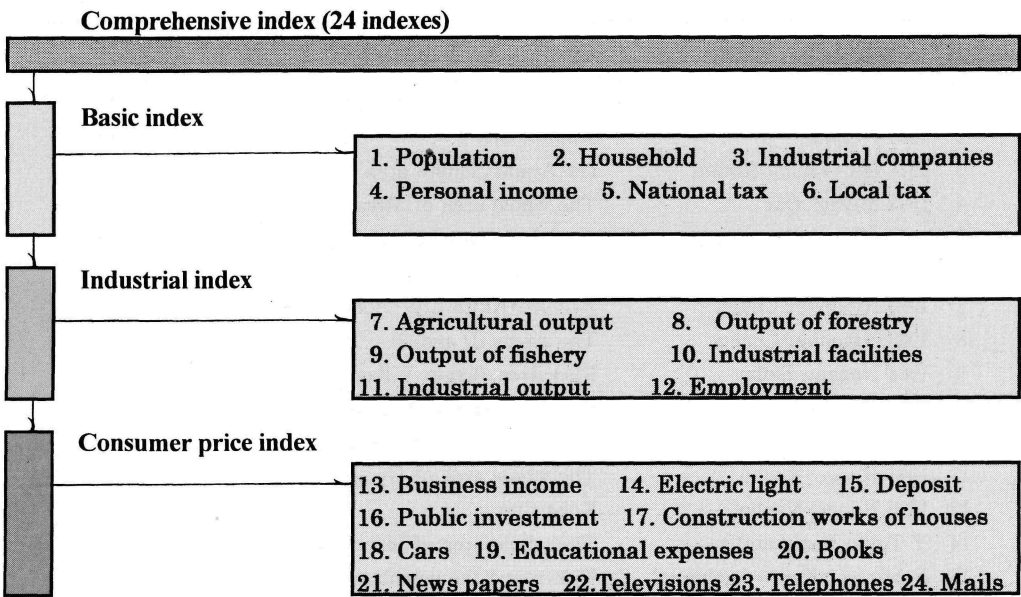 Comprehensive index (24 indexes)
Basic index
1. Population 2. Household 3. Industrial companies
4. Personal income 5. National tax 6. Local tax
Industrial index
7. Agricultural output 8. Output of forestry
9. Output of fishery 10. Industrial facilities
11. Industrial output 12. Employment
Consumer price index
13. Business income 14. Electric light 15. Deposit
16. Public investment 17. Construction works of houses
18. Cars 19. Educational expenses 20. Books
21. News papers 22.Televisions 23. Telephones 24. Mails